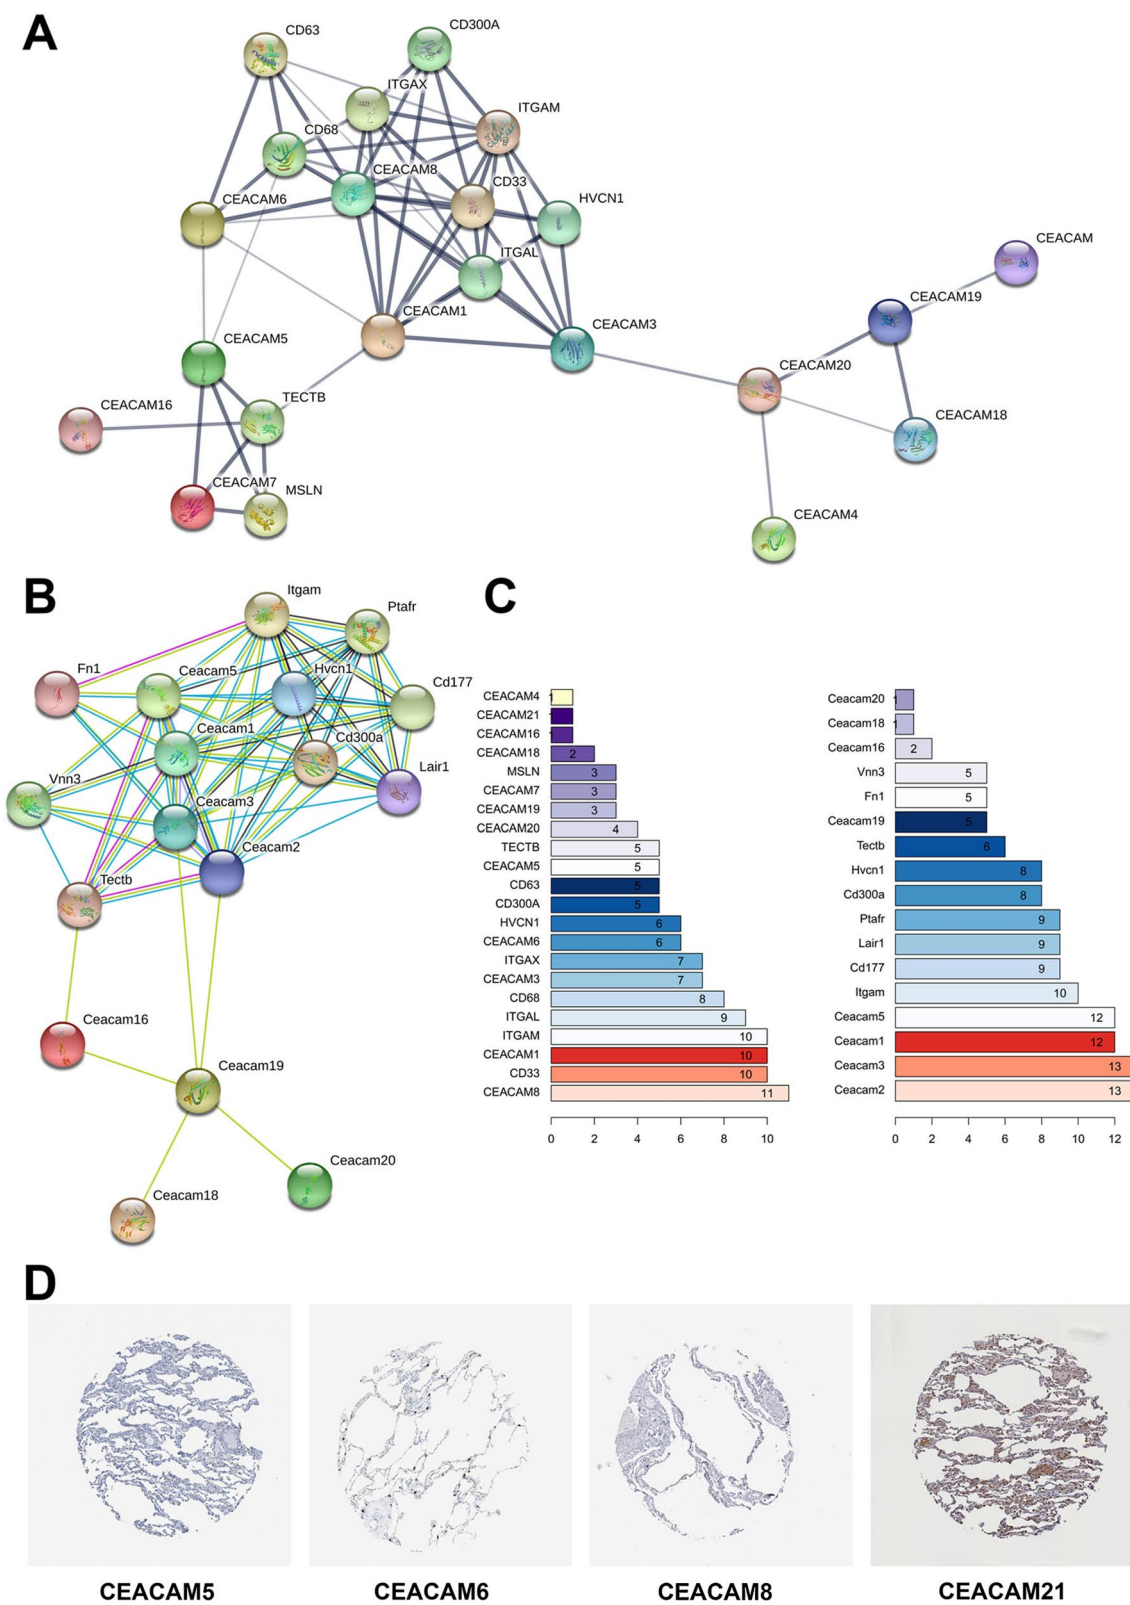 A
CD63
CD300A
ITGAX
ITGAM
CD68
CEACAM8
CD33
CEACAM6
HVCN1
ITGAL
CEACAM
CEACAM19
CEACAM1
CEACAM3
CEACAM5
CEACAM20
TECTB
CEACAM16
CEACAM18
CEACAM7
MSLN
CEACAM4
B
Itgam
Ptafr
Fn1
Ceacam5
Hvcn1
Cd177
Ceacam1
Cd300a
Lair1
Vnn3
Ceacam3
Ceacam2
Tectb
Ceacam16
Ceacam19
Ceacam20
Ceacam18
C
CEACAM4 1
CEACAM21
CEACAM16
CEACAM18 2
MSLN 3
CEACAM7 3
CEACAM19 3
CEACAM20 4
TECTB 5
CEACAM5 5
CD63 5
CD300A 5
HVCN1 6
CEACAM6 6
ITGAX 7
CEACAM3 7
CD68 8
ITGAL 9
ITGAM 10
CEACAM1 10
CD33 10
CEACAM8 11
0 2 4 6 8 10
Ceacam20 1
Ceacam18 1
Ceacam16 2
Vnn3 5
Fn1 5
Ceacam19 5
Tectb 6
Hvcn1 8
Cd300a 8
Ptafr 9
Lair1 9
Cd177 9
Itgam 10
Ceacam5 12
Ceacam1 12
Ceacam3 13
Ceacam2 13
0 2 4 6 8 10 12
D
CEACAM5
CEACAM6
CEACAM8
CEACAM21